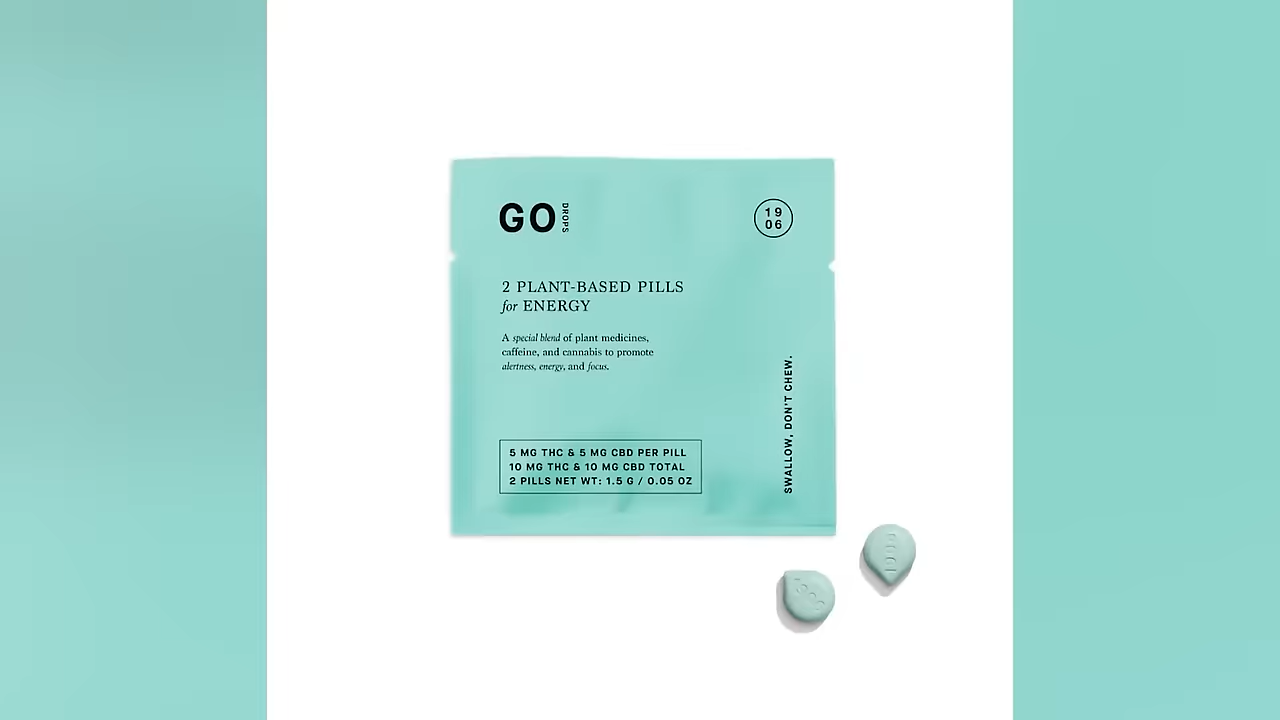 GO DROPS
19
06
2 PLANT-BASED PILLS
for ENERGY
A special blend of plant medicines,
caffeine, and cannabis to promote
alertness, energy, and focus.
SWALLOW, DON'T CHEW.
5 MG THC & 5 MG CBD PER PILL
10 MG THC & 10 MG CBD TOTAL
2 PILLS NET WT: 1.5 G / 0.05 OZ
1906
1906